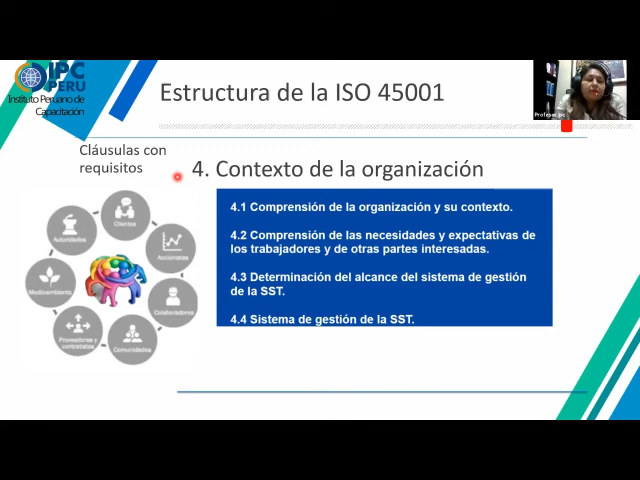 IPC
PERU
Instituto Peruano de
Capacitación
Estructura de la ISO 45001
Cláusulas con
requisitos
4. Contexto de la organización
Clientes
Accionistas
Colaboradores
Comunidades
Proveedores y
contratistas
Medioambiente
Autoridades
4.1 Comprensión de la organización y su contexto.
4.2 Comprensión de las necesidades y expectativas de
los trabajadores y de otras partes interesadas.
4.3 Determinación del alcance del sistema de gestión
de la SST.
4.4 Sistema de gestión de la SST.